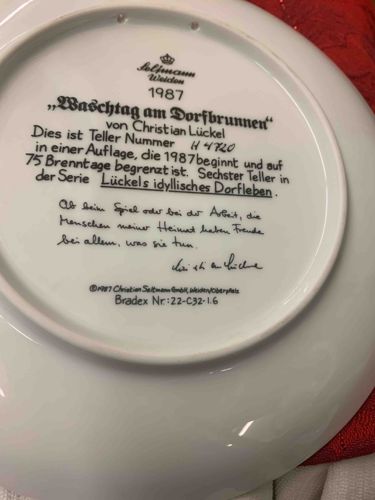 Seltmann
Weiden
1987
„Waschtag am Dorfbrunnen“
von Christian Lückel
Dies ist Teller Nummer H 4720
in einer Auflage, die 1987 beginnt und auf
75 Brenntage begrenzt ist. Sechster Teller in
der Serie Lückels idyllisches Dorfleben.
Ob beim Spiel oder bei der Arbeit, die
Menschen meiner Heimat haben Freude
bei allem, was sie tun.
Christian Lückel
©1987 Christian Seltmann GmbH, Weiden/Oberpfalz
Bradex Nr.: 22-C32-1.6